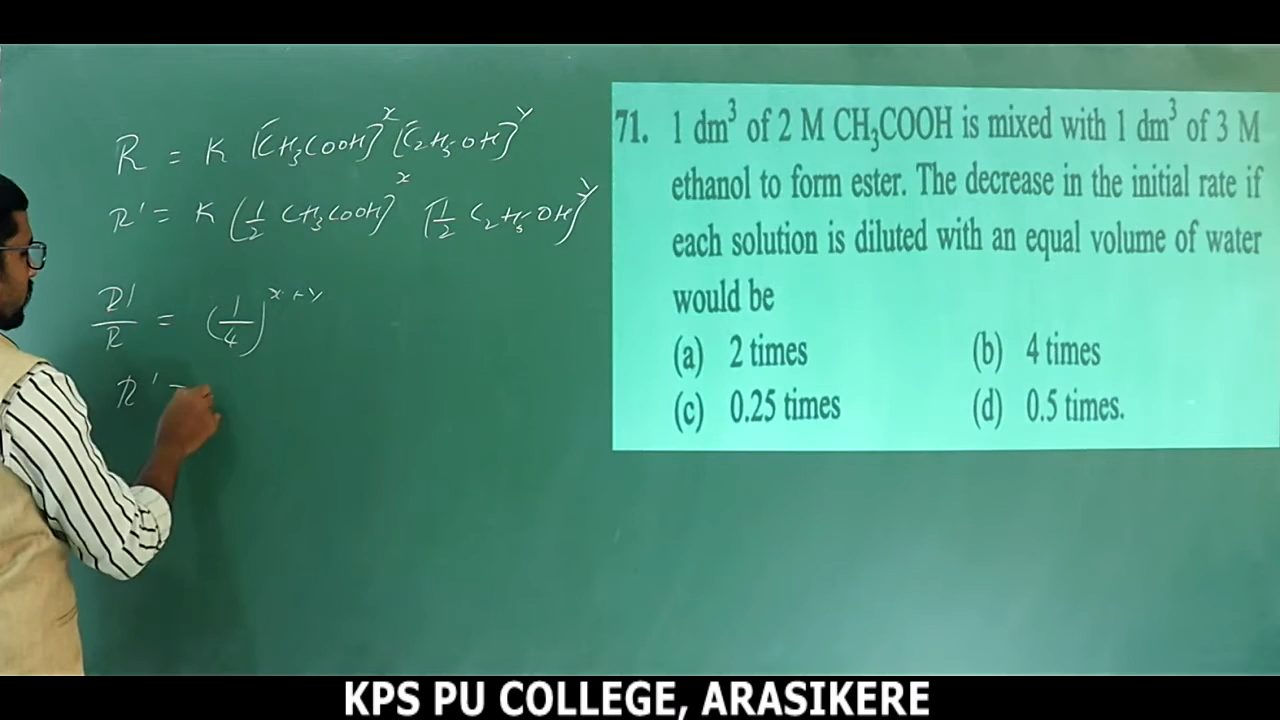 R = K [CH₃COOH]ˣ [C₂H₅OH]ʸ
R' = K [1/2 CH₃COOH]ˣ [1/2 C₂H₅OH]ʸ
R'/R = (1/4)ˣ⁺ʸ
R' =
71. 1 dm³ of 2 M CH₃COOH is mixed with 1 dm³ of 3 M
ethanol to form ester. The decrease in the initial rate if
each solution is diluted with an equal volume of water
would be
(a) 2 times (b) 4 times
(c) 0.25 times (d) 0.5 times.
KPS PU COLLEGE, ARASIKERE